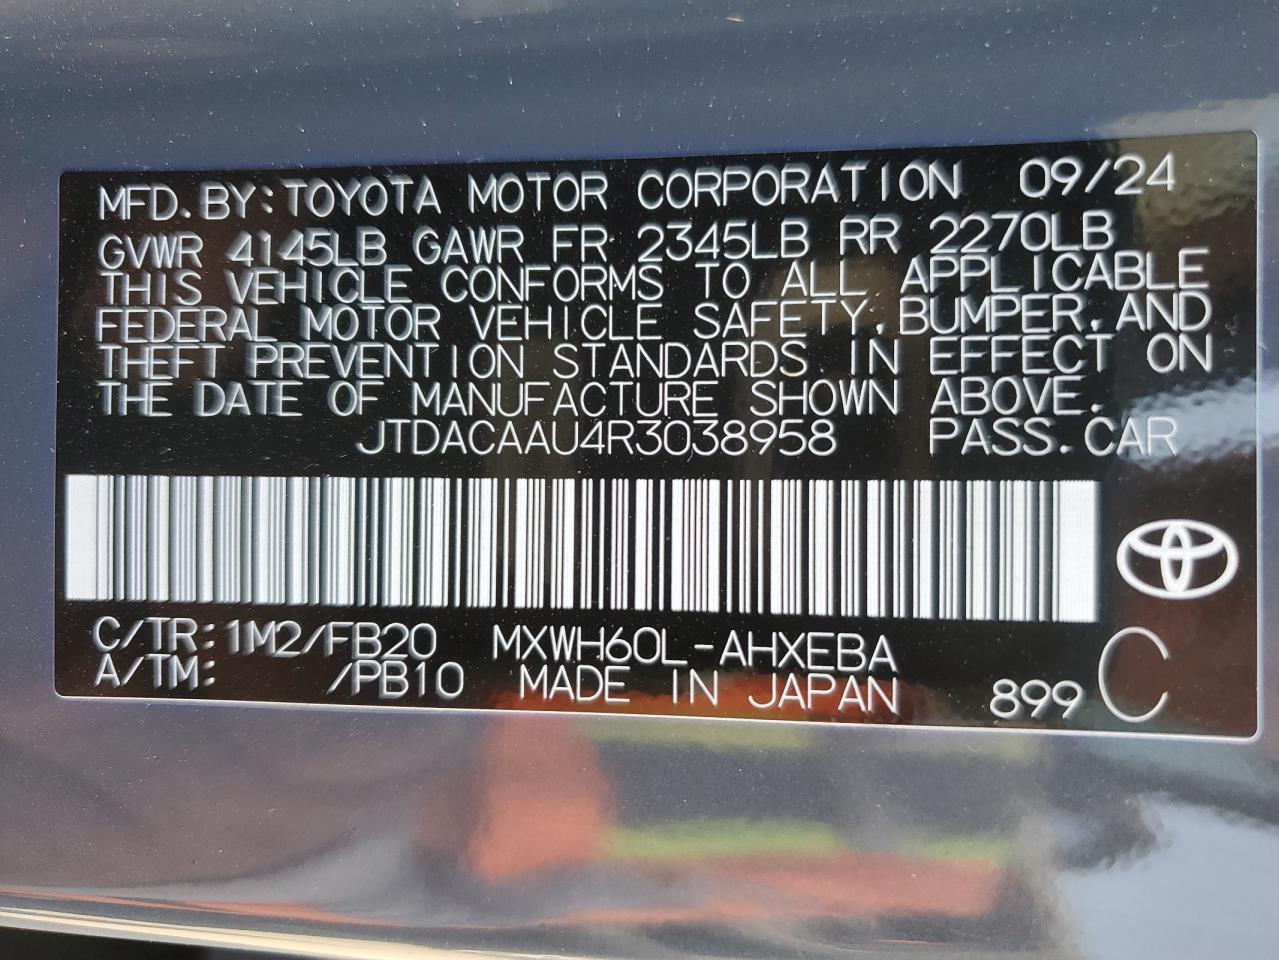 MFD.BY:TOYOTA MOTOR CORPORATION 09/24
GVWR 4145LB GAWR FR 2345LB RR 2270LB
THIS VEHICLE CONFORMS TO ALL APPLICABLE
FEDERAL MOTOR VEHICLE SAFETY,BUMPER,AND
THEFT PREVENTION STANDARDS IN EFFECT ON
THE DATE OF MANUFACTURE SHOWN ABOVE.
JTDACAAU4R3038958 PASS.CAR
C/TR:1M2/FB20 MXWH60L-AHXEBA C
A/TM: /PB10 MADE IN JAPAN 899